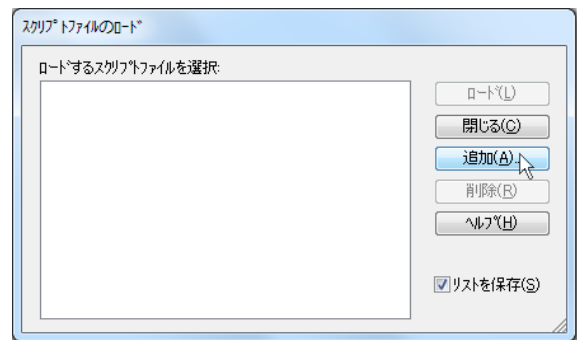 スクリプトファイルのロード
ロードするスクリプトファイルを選択:
ロード(L)
閉じる(C)
追加(A)...
削除(R)
ヘルプ(H)
リストを保存(S)